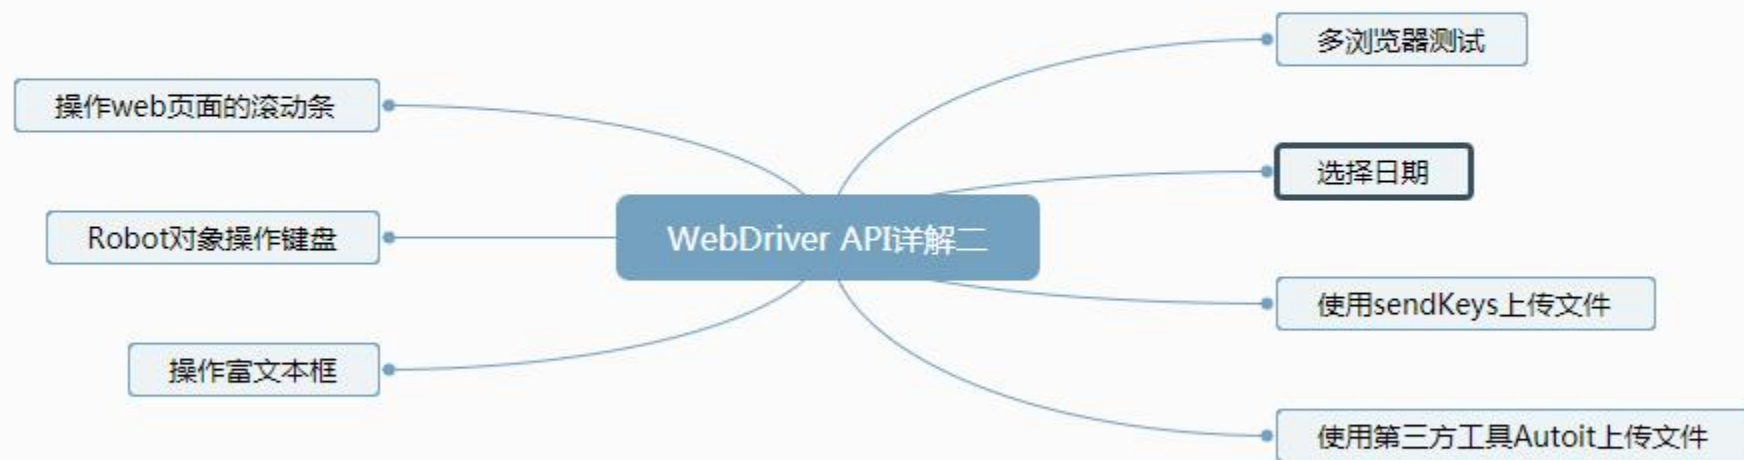 多浏览器测试
操作web页面的滚动条
选择日期
Robot对象操作键盘
WebDriver API详解二
使用sendKeys上传文件
操作富文本框
使用第三方工具Autoit上传文件